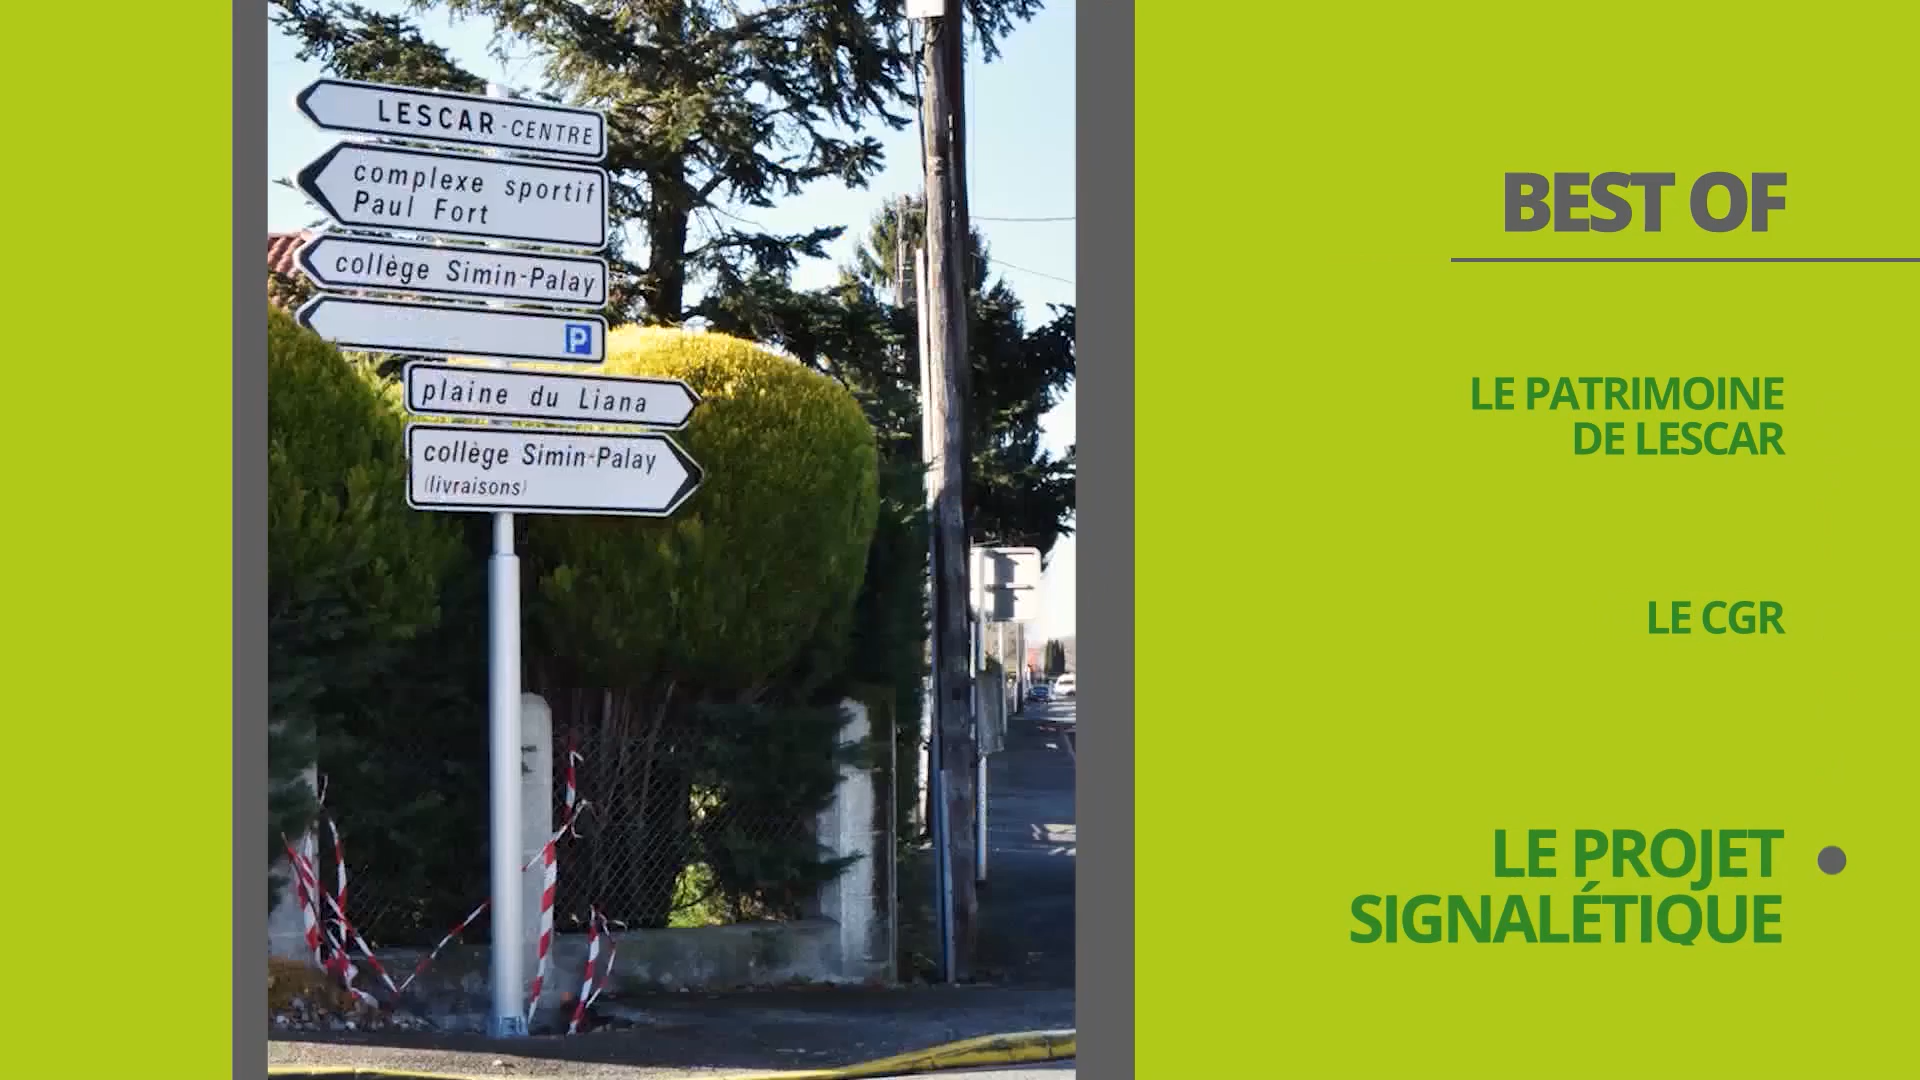 LESCAR-CENTRE
complexe sportif
Paul Fort
collège Simin-Palay
P
plaine du Liana
collège Simin-Palay
(livraisons)
BEST OF
LE PATRIMOINE
DE LESCAR
LE CGR
LE PROJET
SIGNALÉTIQUE